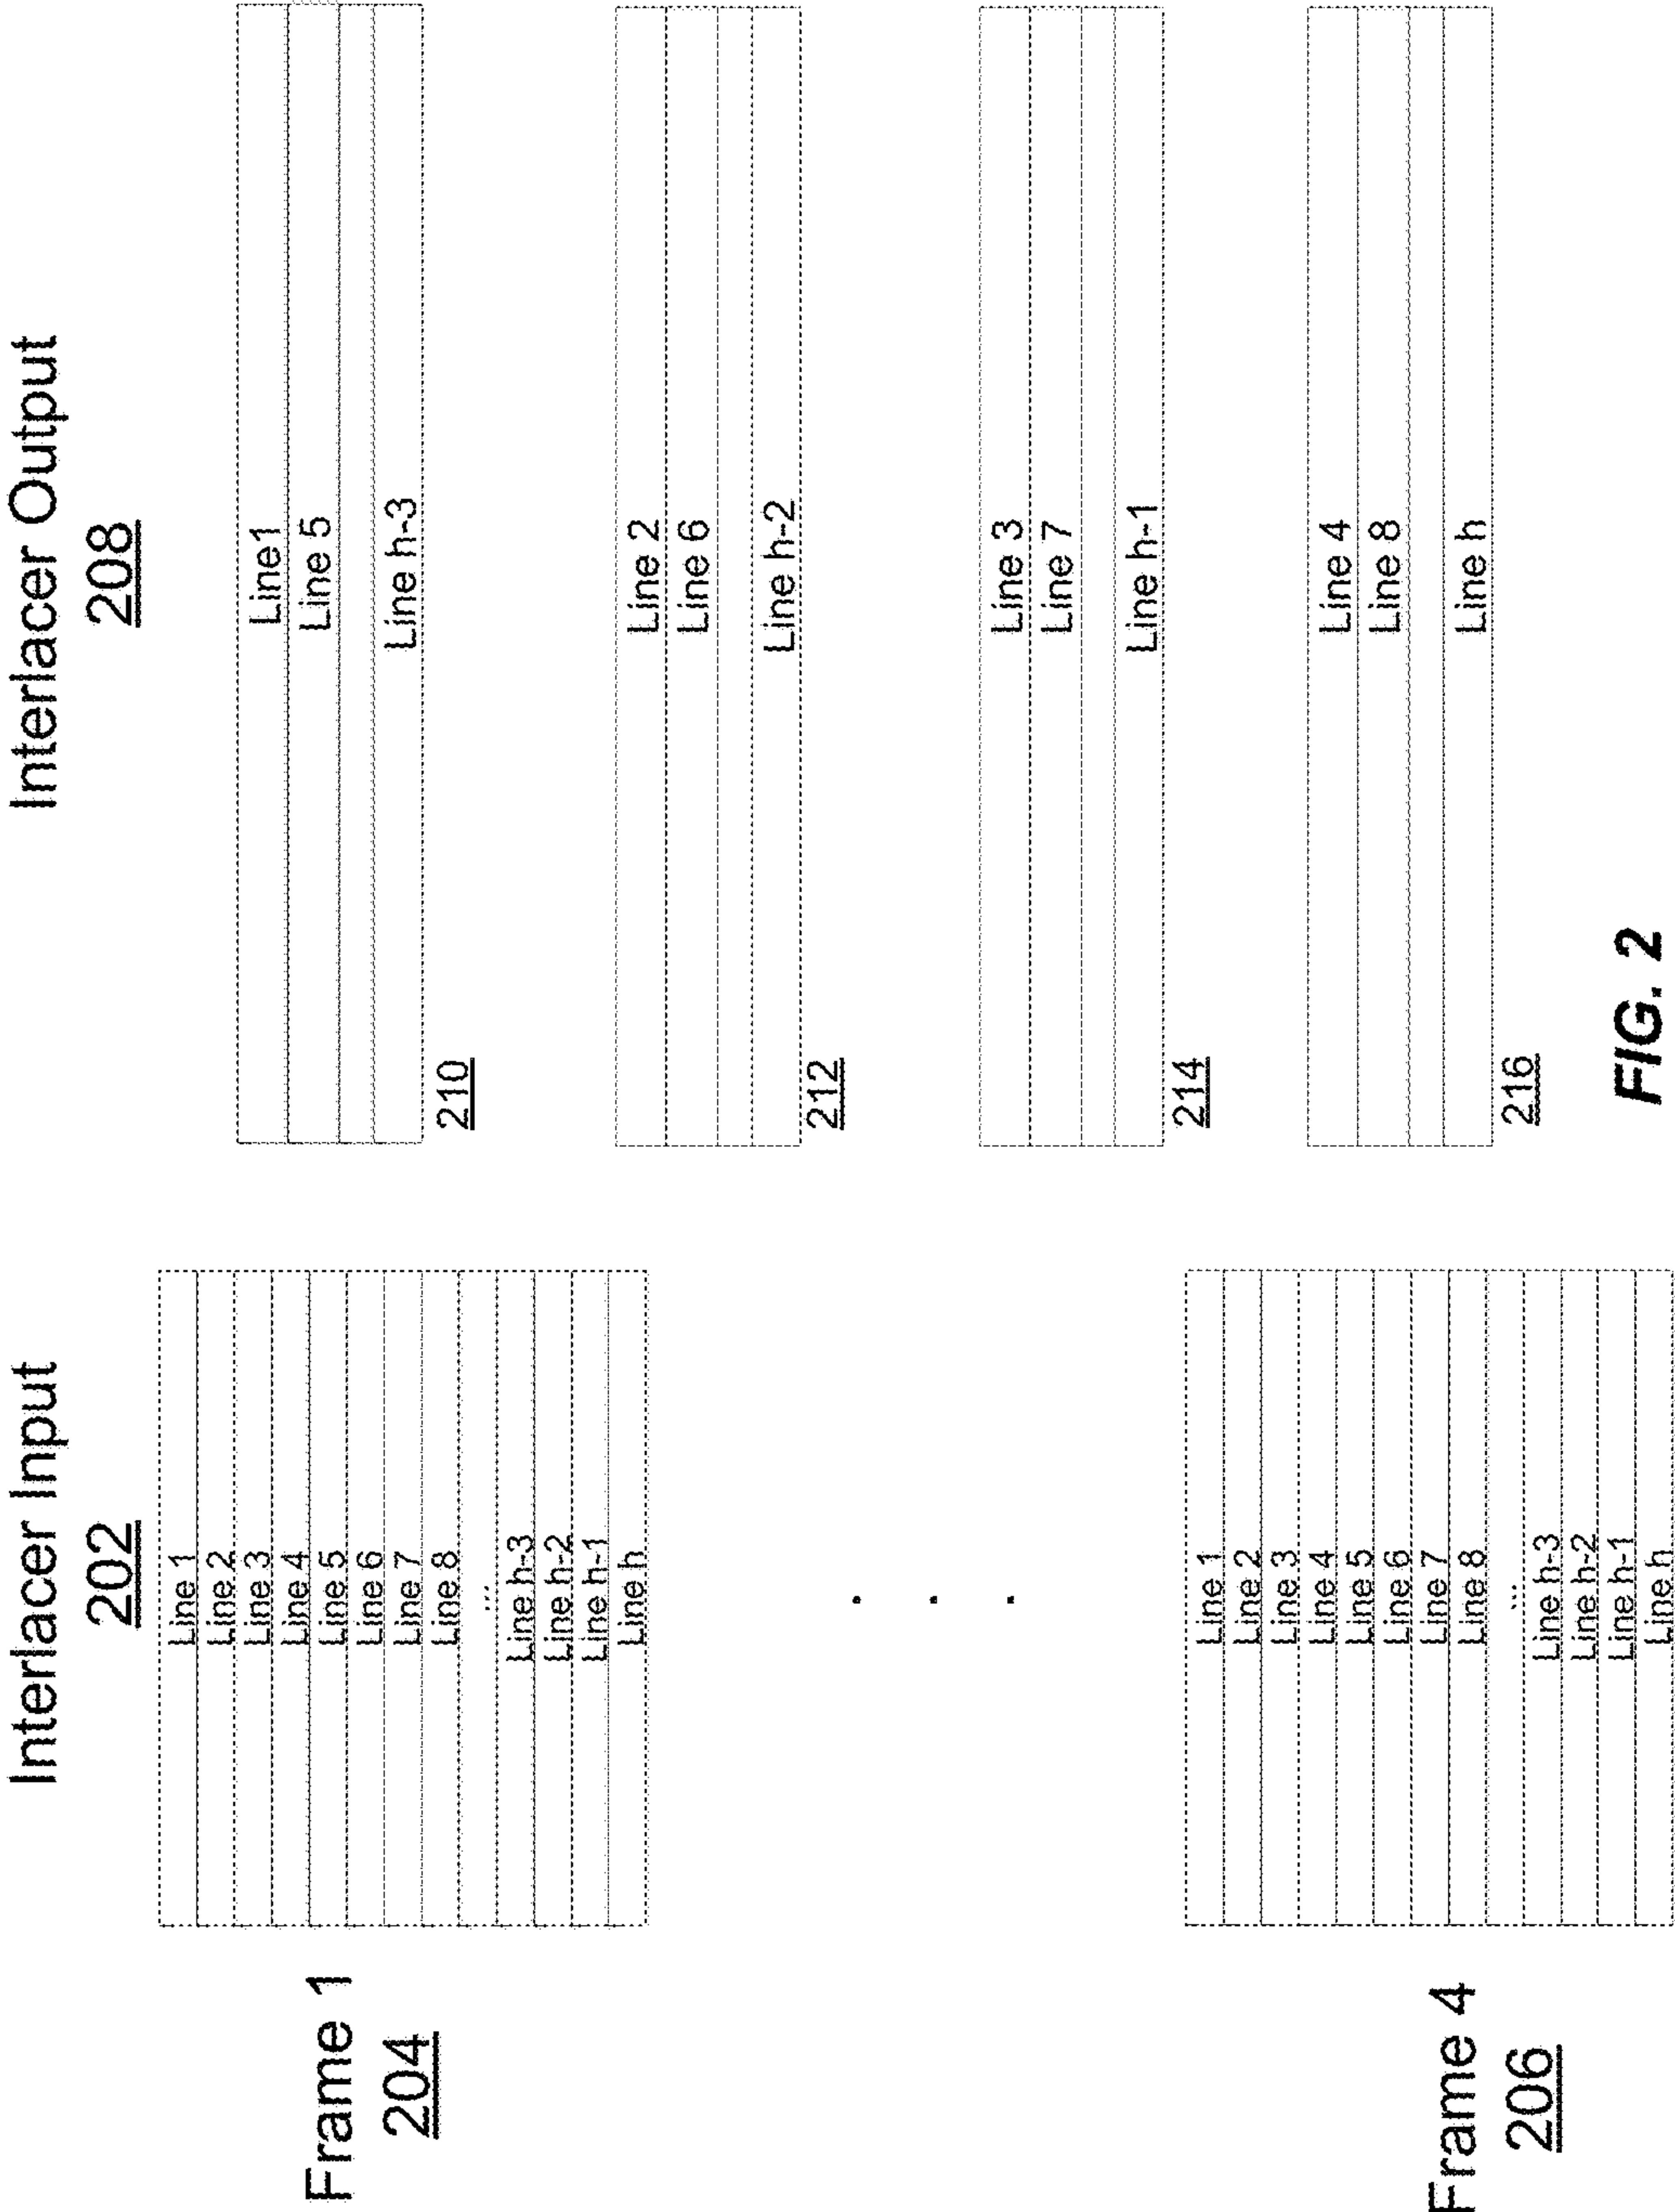 Interlacer Input
202
Interlacer Output
208
Frame 1
204
Line 1
Line 2
Line 3
Line 4
Line 5
Line 6
Line 7
Line 8
...
Line h-3
Line h-2
Line h-1
Line h
Line1
Line 5
Line h-3
210
Line 2
Line 6
Line h-2
212
. . .
Line 3
Line 7
Line h-1
214
Frame 4
206
Line 1
Line 2
Line 3
Line 4
Line 5
Line 6
Line 7
Line 8
...
Line h-3
Line h-2
Line h-1
Line h
Line 4
Line 8
Line h
216
FIG. 2